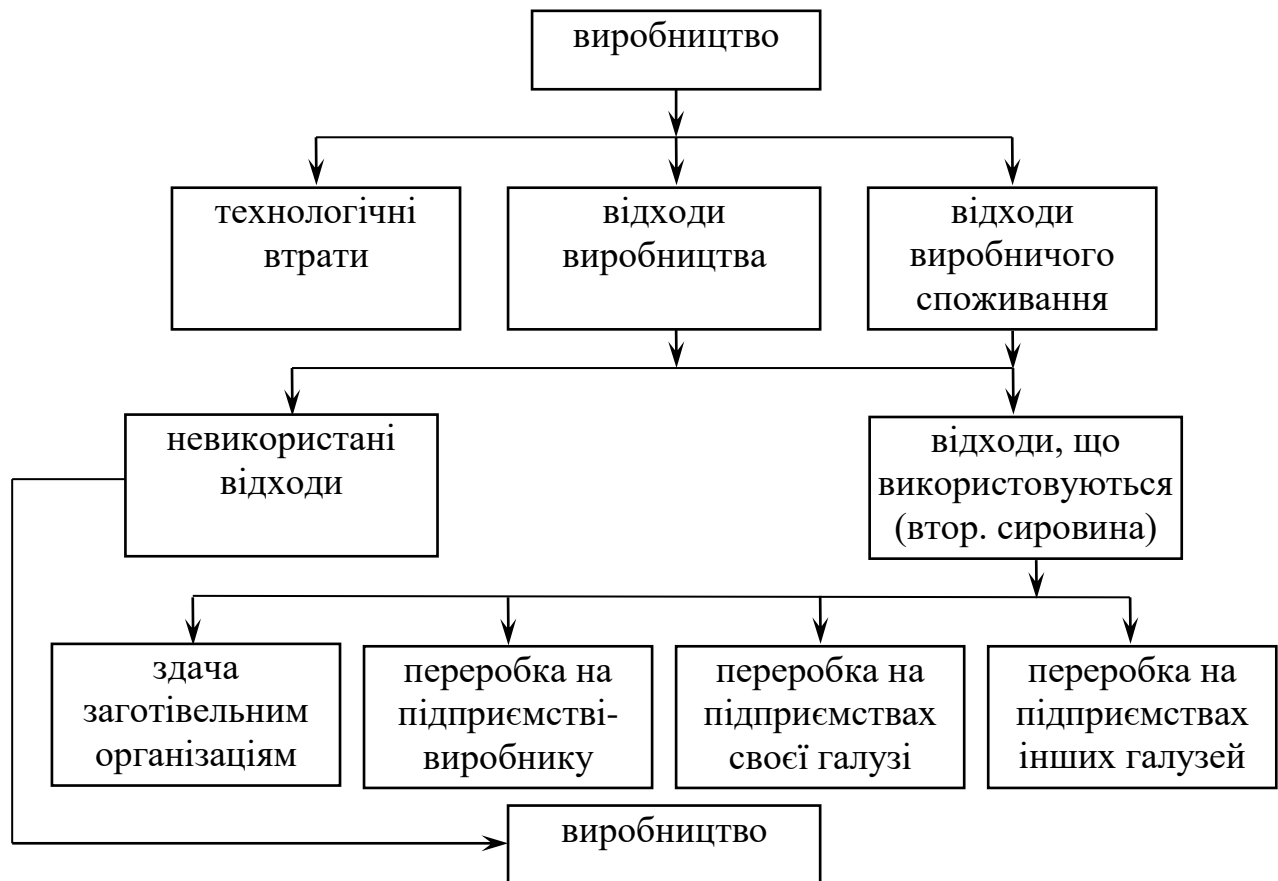 виробництво
технологічні
втрати
відходи
виробництва
відходи
виробничого
споживання
невикористані
відходи
відходи, що
використовуються
(втор. сировина)
здача
заготівельним
організаціям
переробка на
підприємстві-
виробнику
переробка на
підприємствах
своєї галузі
переробка на
підприємствах
інших галузей
виробництво